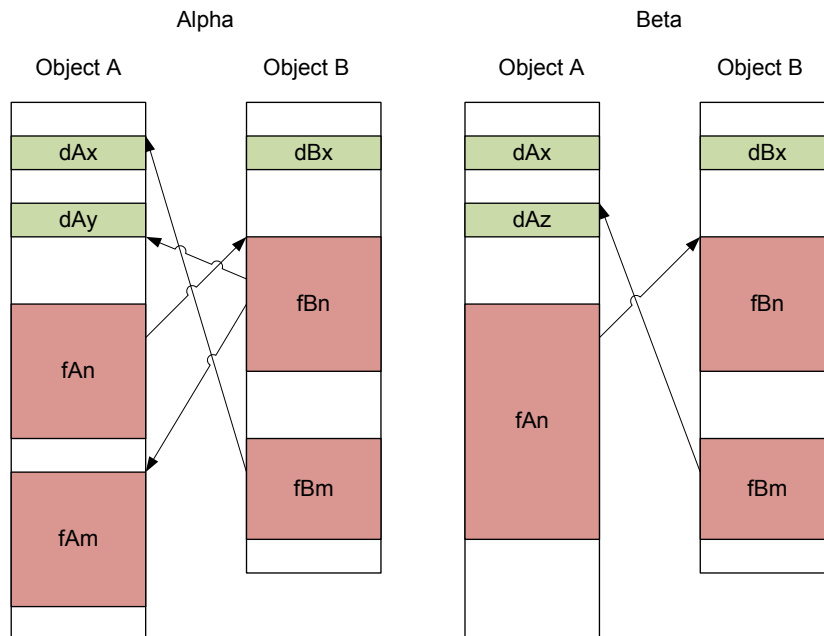 Alpha
Beta
Object A
Object B
Object A
Object B
dAx
dBx
dAx
dBx
dAy
dAz
fBn
fBn
fAn
fAn
fBm
fBm
fAm